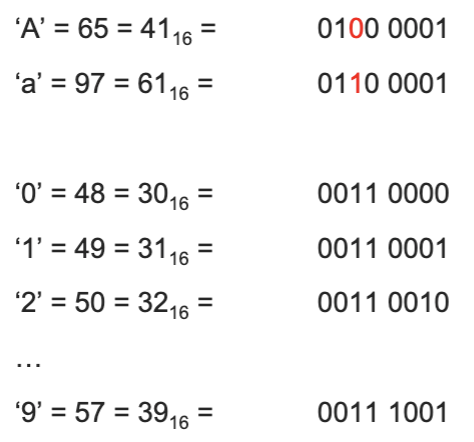 ‘A’ = 65 = 41₁₆ = 0100 0001
‘a’ = 97 = 61₁₆ = 0110 0001
‘0’ = 48 = 30₁₆ = 0011 0000
‘1’ = 49 = 31₁₆ = 0011 0001
‘2’ = 50 = 32₁₆ = 0011 0010
…
‘9’ = 57 = 39₁₆ = 0011 1001